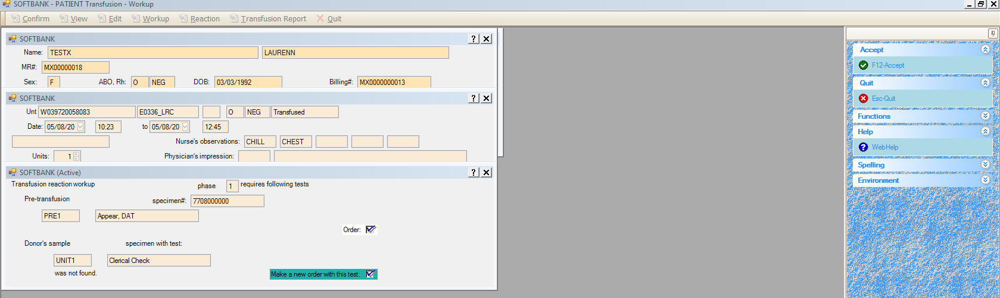 SOFTBANK - PATIENT Transfusion - Workup
Confirm View Edit Workup Reaction Transfusion Report Quit
SOFTBANK
Name: TESTX LAURENN
MR#: MX00000018
Sex: F ABO, Rh: O NEG DOB: 03/03/1992 Billing#: MX0000000013
SOFTBANK
Unt W039720058083 E0336_LRC O NEG Transfused
Date: 05/08/20 10:23 to 05/08/20 12:45
Nurse's observations: CHILL CHEST
Units: 1 Physician's impression:
SOFTBANK (Active)
Transfusion reaction workup phase 1 requires following tests
Pre-transfusion specimen#: 7708000000
PRE1 Appear, DAT
Order:
Donor's sample specimen with test:
UNIT1 Clerical Check
was not found. Make a new order with this test:
Accept
F12-Accept
Quit
Esc-Quit
Functions
Help
WebHelp
Spelling
Environment